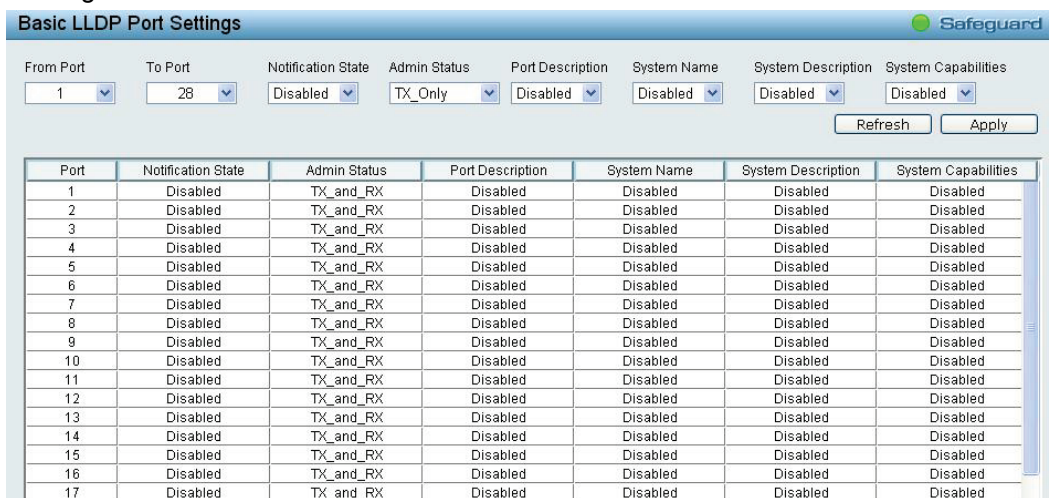 Basic LLDP Port Settings Safeguard
From Port To Port Notification State Admin Status Port Description System Name System Description System Capabilities
1 28 Disabled TX_Only Disabled Disabled Disabled Disabled
Refresh Apply
Port Notification State Admin Status Port Description System Name System Description System Capabilities
1 Disabled TX_and_RX Disabled Disabled Disabled Disabled
2 Disabled TX_and_RX Disabled Disabled Disabled Disabled
3 Disabled TX_and_RX Disabled Disabled Disabled Disabled
4 Disabled TX_and_RX Disabled Disabled Disabled Disabled
5 Disabled TX_and_RX Disabled Disabled Disabled Disabled
6 Disabled TX_and_RX Disabled Disabled Disabled Disabled
7 Disabled TX_and_RX Disabled Disabled Disabled Disabled
8 Disabled TX_and_RX Disabled Disabled Disabled Disabled
9 Disabled TX_and_RX Disabled Disabled Disabled Disabled
10 Disabled TX_and_RX Disabled Disabled Disabled Disabled
11 Disabled TX_and_RX Disabled Disabled Disabled Disabled
12 Disabled TX_and_RX Disabled Disabled Disabled Disabled
13 Disabled TX_and_RX Disabled Disabled Disabled Disabled
14 Disabled TX_and_RX Disabled Disabled Disabled Disabled
15 Disabled TX_and_RX Disabled Disabled Disabled Disabled
16 Disabled TX_and_RX Disabled Disabled Disabled Disabled
17 Disabled TX_and_RX Disabled Disabled Disabled Disabled